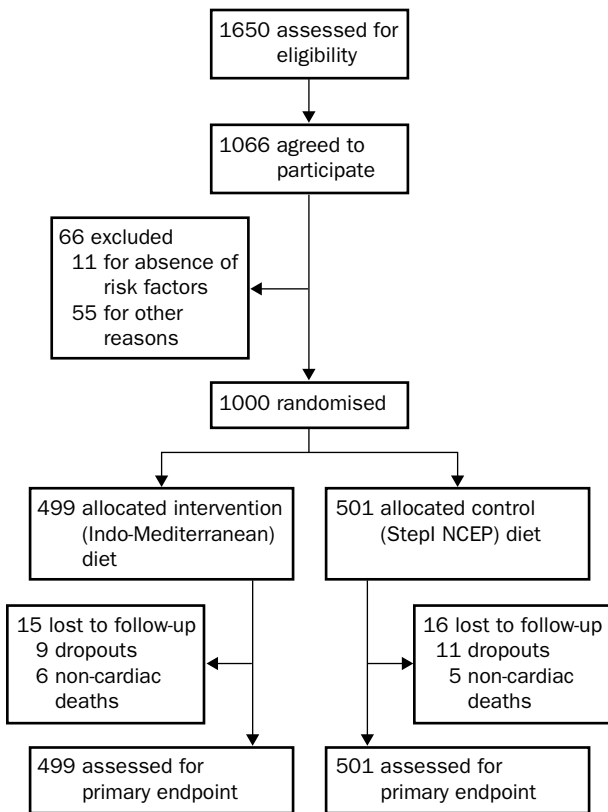 1650 assessed for
eligibility
1066 agreed to
participate
66 excluded
11 for absence of
risk factors
55 for other
reasons
1000 randomised
499 allocated intervention
(Indo-Mediterranean)
diet
501 allocated control
(StepI NCEP) diet
15 lost to follow-up
9 dropouts
6 non-cardiac
deaths
16 lost to follow-up
11 dropouts
5 non-cardiac
deaths
499 assessed for
primary endpoint
501 assessed for
primary endpoint